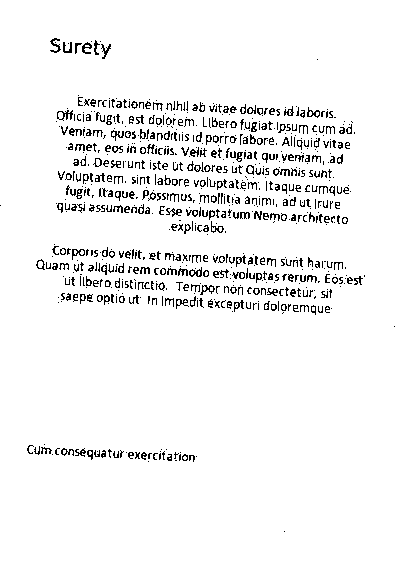 Surety
Exercitationem nihil ab vitae dolores id laboris.
Officia fugit, est dolorem. Libero fugiat ipsum cum ad.
Veniam, quos blanditiis id porro labore. Aliquid vitae
amet, eos in officiis. Velit et fugiat qui veniam, ad
ad. Deserunt iste ut dolores ut Quis omnis sunt.
Voluptatem. sint labore voluptatem. Itaque cumque
fugit, Itaque. Possimus, mollitia animi, ad ut irure
quasi assumenda. Esse voluptatum Nemo architecto
explicabo.
Corporis do velit, et maxime voluptatem sunt harum.
Quam ut aliquid rem commodo est voluptas rerum. Eos est
ut libero distinctio. Tempor non consectetur, sit
saepe optio ut. In impedit excepturi doloremque
Cum consequatur exercitation